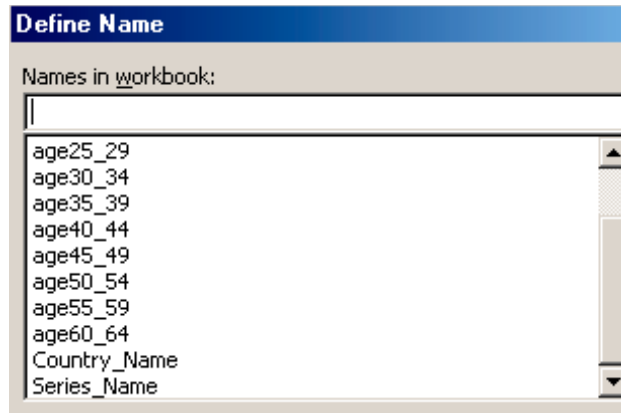 Define Name
Names in workbook:
age25_29
age30_34
age35_39
age40_44
age45_49
age50_54
age55_59
age60_64
Country_Name
Series_Name